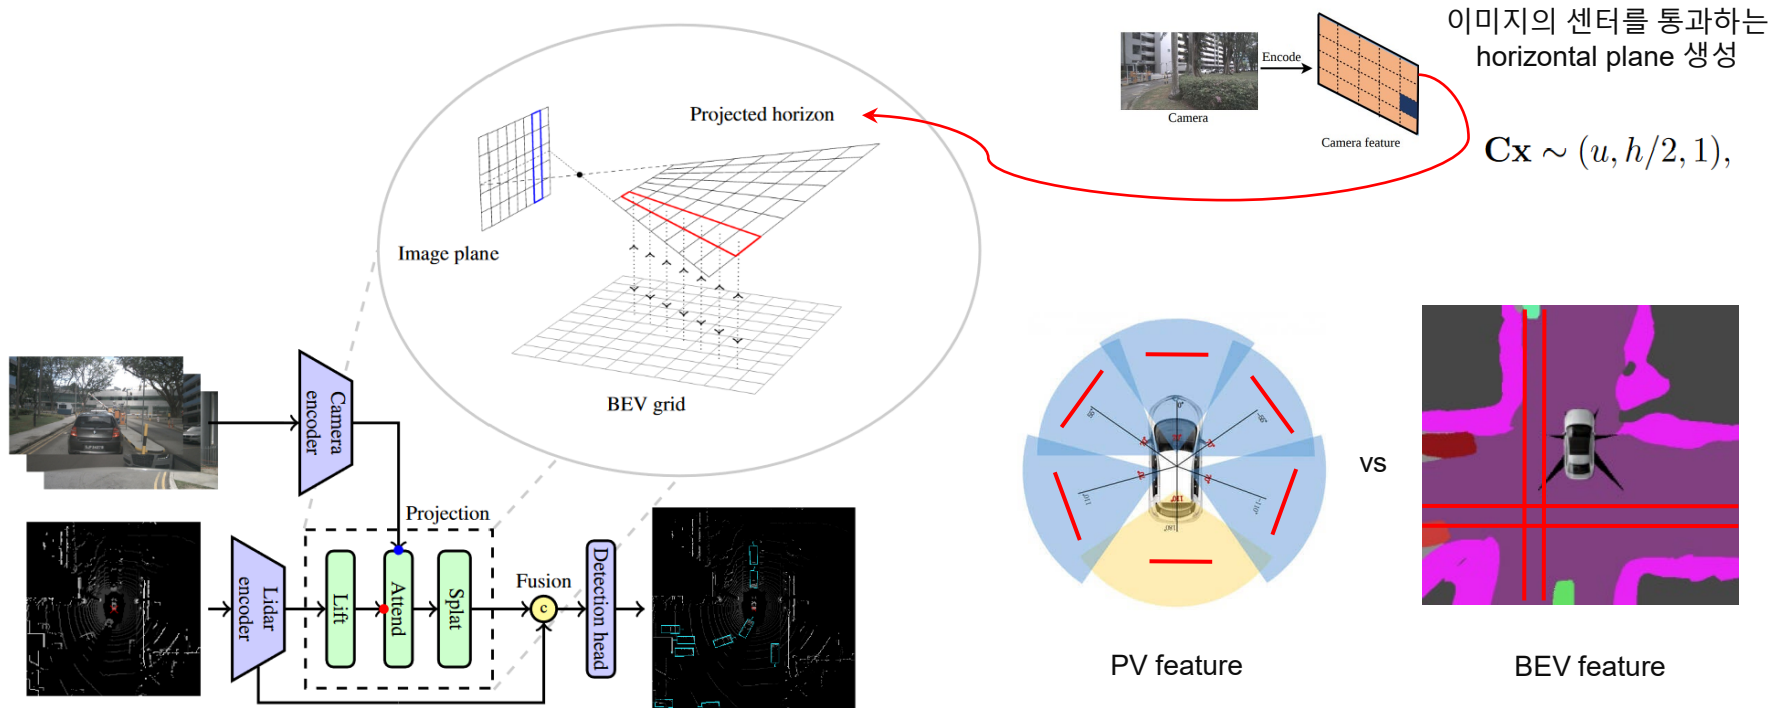 이미지의 센터를 통과하는
horizontal plane 생성
Encode
Camera
Camera feature
Cx ∼ (u, h/2, 1),
Projected horizon
Image plane
BEV grid
Camera encoder
Projection
Lidar encoder
Lift
Attend
Splat
Fusion
c
Detection head
0°
180°
vs
PV feature
BEV feature